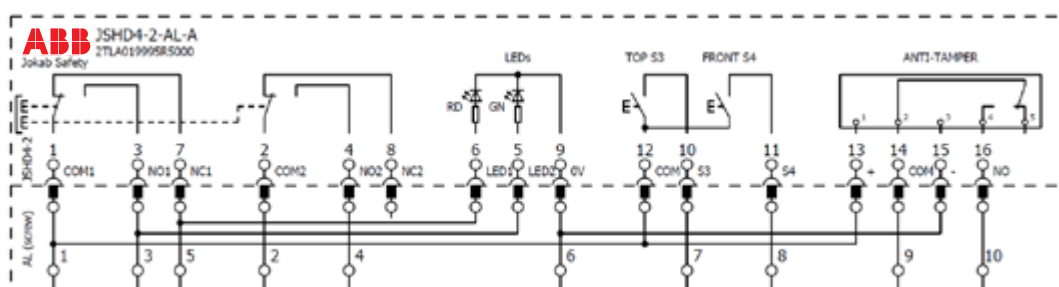 ABB JSHD4-2-AL-A
2TLA019995R5000
Jokab Safety
LEDs TOP S3 FRONT S4 ANTI-TAMPER
RD GN E E
1 2 3 4 5
JSHD4-2
1 3 7 2 4 8 6 5 9 12 10 11 13 14 15 16
COM1 NO1 NC1 COM2 NO2 NC2 LED1 LED2 0V COM S3 S4 + COM - NO
AL (screw)
1 3 5 2 4 6 7 8 9 10